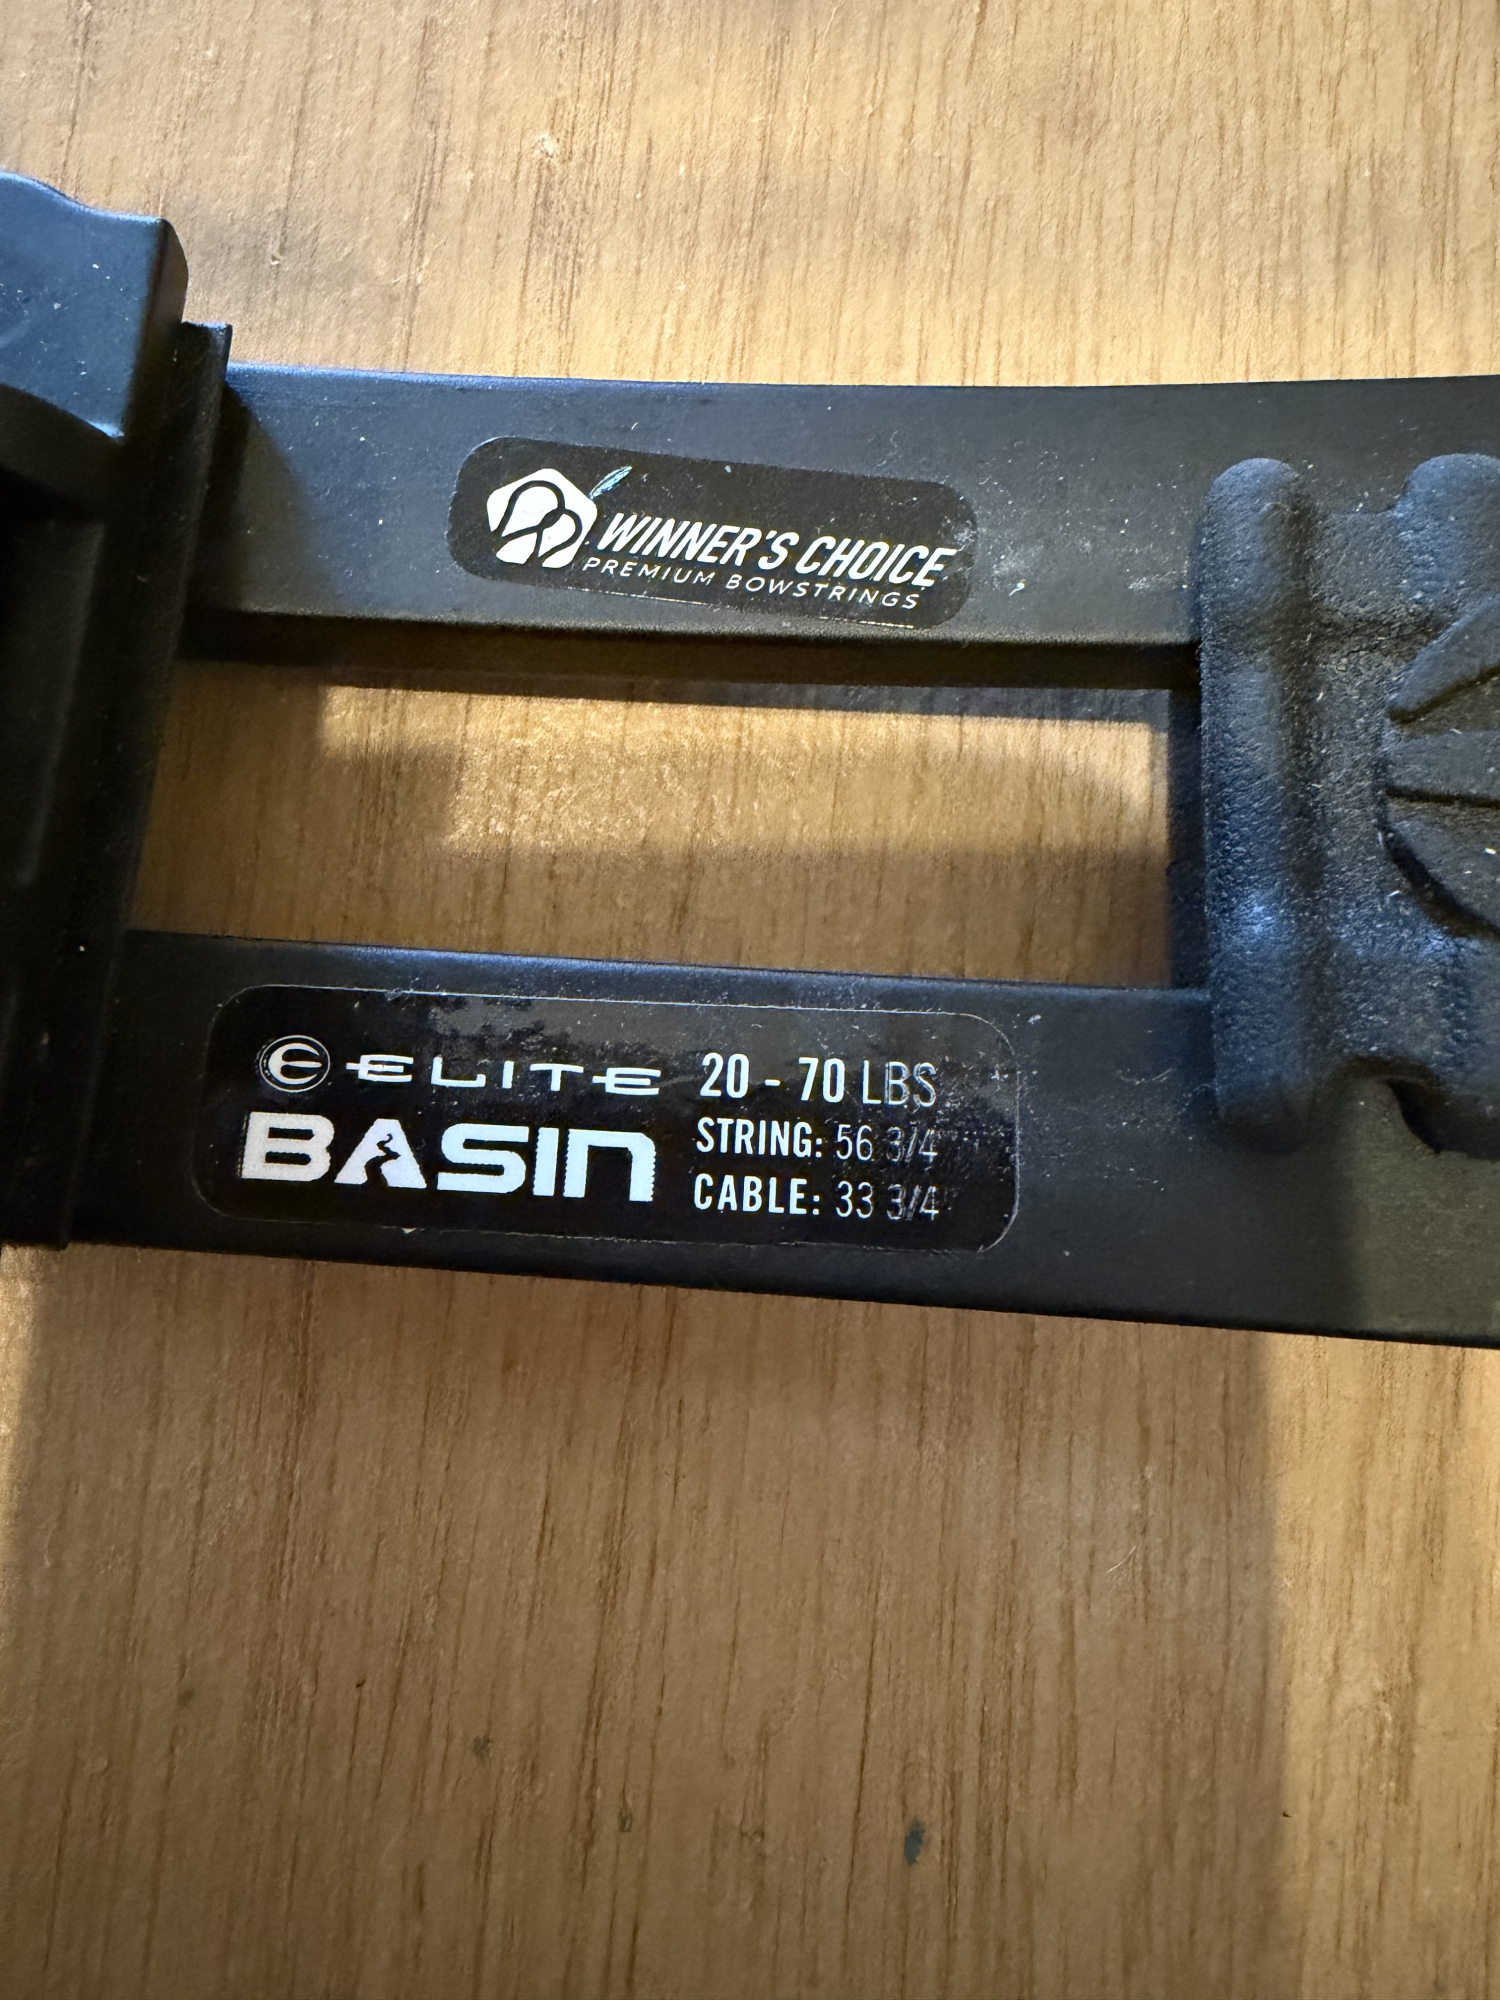 WINNER'S CHOICE
PREMIUM BOWSTRINGS
ELITE
BASIN
20 - 70 LBS
STRING: 56 3/4
CABLE: 33 3/4